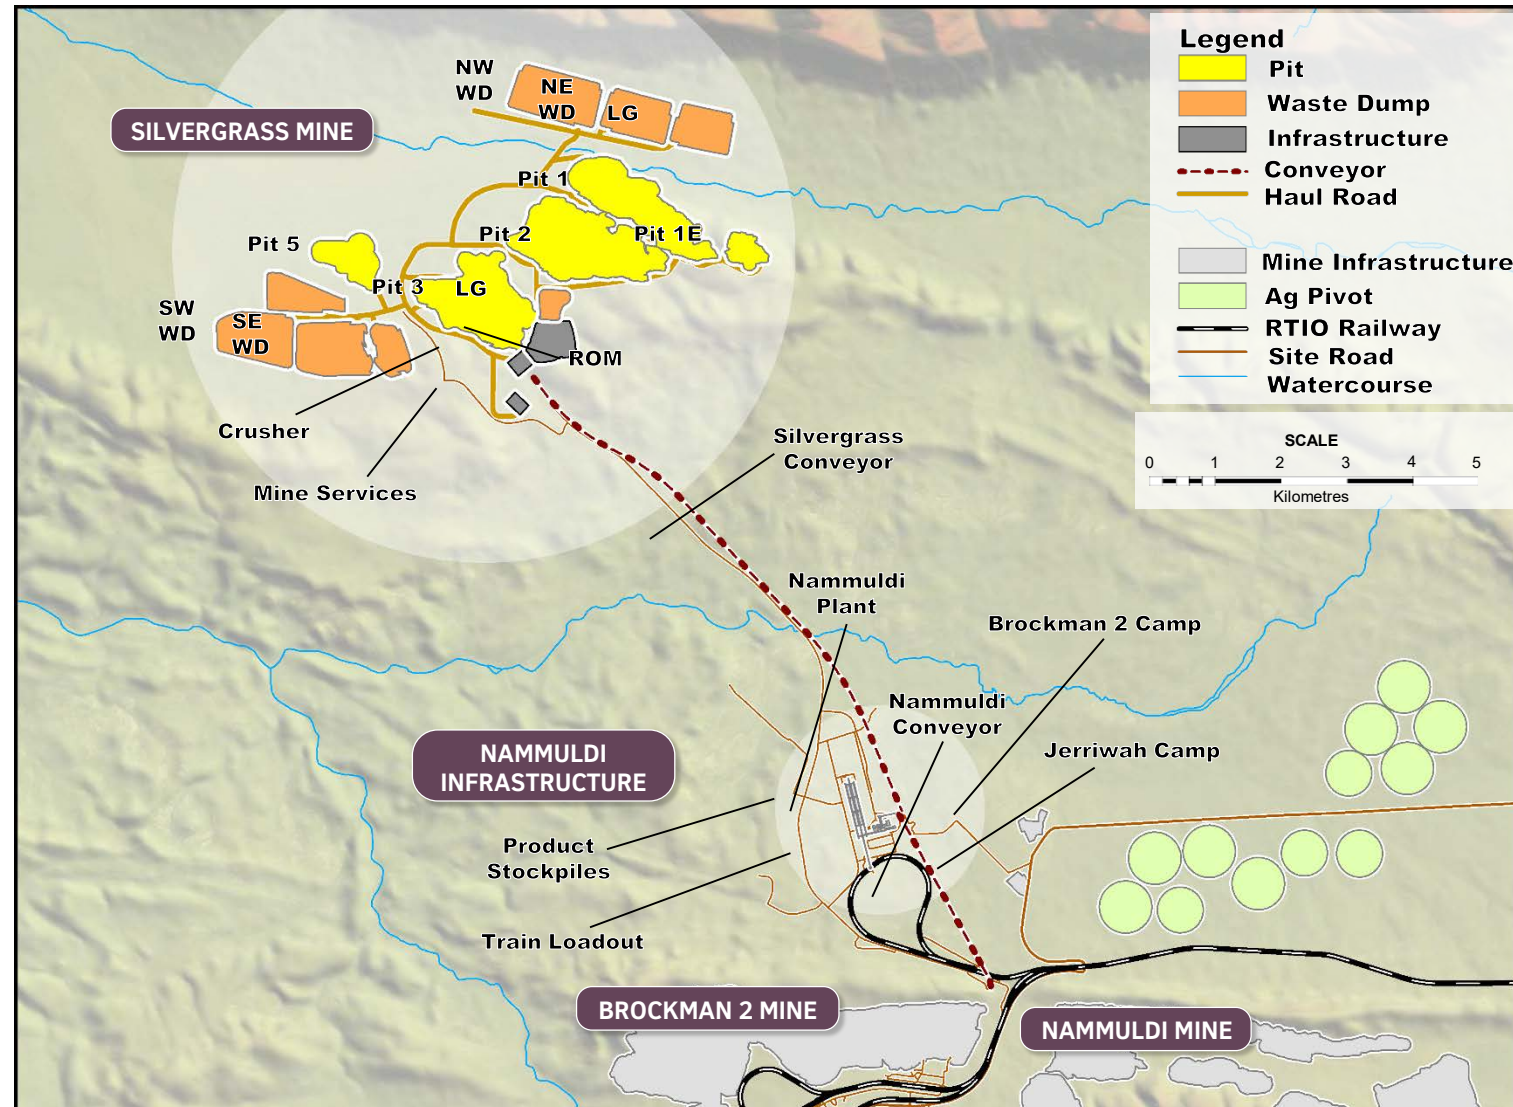 NW
WD
NE
WD
LG
SILVERGRASS MINE
Pit 1
Pit 2
Pit 1E
Pit 5
Pit 3
LG
SW
WD
SE
WD
ROM
Crusher
Mine Services
Silvergrass
Conveyor
Nammuldi
Plant
Brockman 2 Camp
Nammuldi
Conveyor
Jerriwah Camp
NAMMULDI
INFRASTRUCTURE
Product
Stockpiles
Train Loadout
BROCKMAN 2 MINE
NAMMULDI MINE
Legend
Pit
Waste Dump
Infrastructure
Conveyor
Haul Road
Mine Infrastructure
Ag Pivot
RTIO Railway
Site Road
Watercourse
SCALE
0 1 2 3 4 5
Kilometres